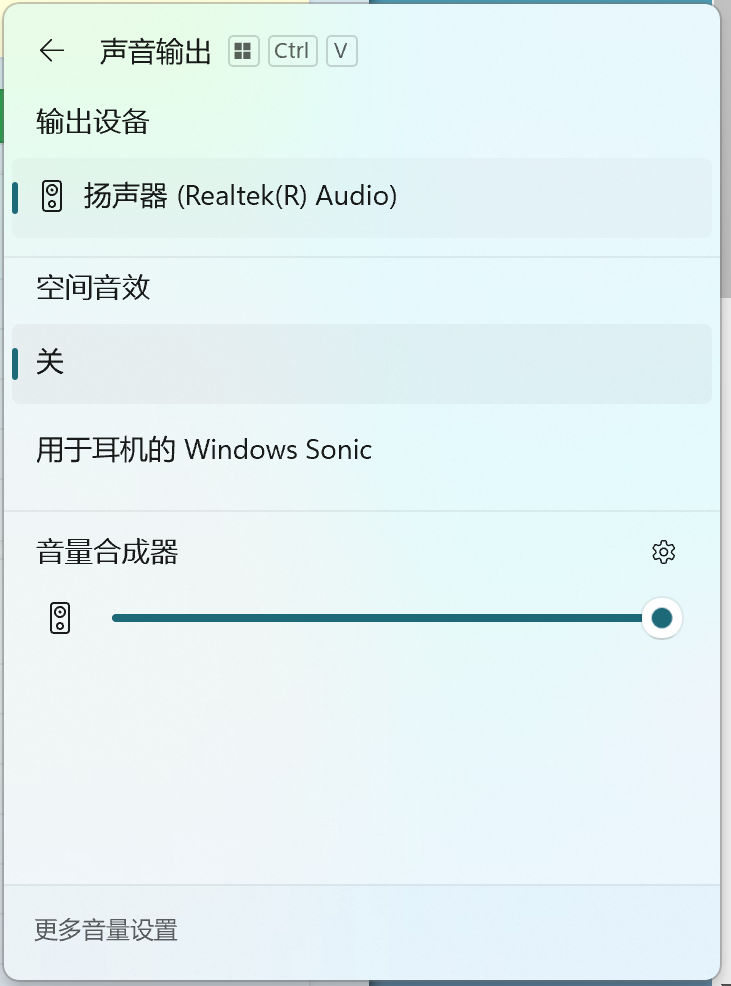 声音输出 Ctrl V
输出设备
扬声器 (Realtek(R) Audio)
空间音效
关
用于耳机的 Windows Sonic
音量合成器
更多音量设置